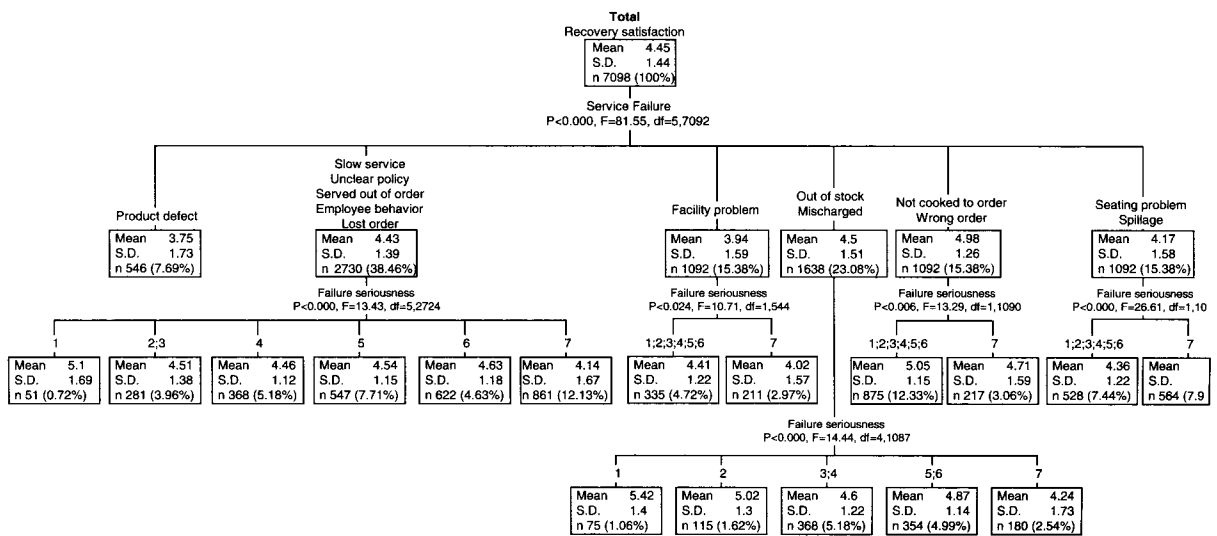 Total
Recovery satisfaction
Mean 4.45
S.D. 1.44
n 7098 (100%)
Service Failure
P<0.000, F=81.55, df=5,7092
Product defect
Mean 3.75
S.D. 1.73
n 546 (7.69%)
Slow service
Unclear policy
Served out of order
Employee behavior
Lost order
Mean 4.43
S.D. 1.39
n 2730 (38.46%)
Facility problem
Mean 3.94
S.D. 1.59
n 1092 (15.38%)
Out of stock
Mischarged
Mean 4.5
S.D. 1.51
n 1638 (23.08%)
Not cooked to order
Wrong order
Mean 4.98
S.D. 1.26
n 1092 (15.38%)
Seating problem
Spillage
Mean 4.17
S.D. 1.58
n 1092 (15.38%)
Failure seriousness
P<0.000, F=13.43, df=5,2724
1
Mean 5.1
S.D. 1.69
n 51 (0.72%)
2;3
Mean 4.51
S.D. 1.38
n 281 (3.96%)
4
Mean 4.46
S.D. 1.12
n 368 (5.18%)
5
Mean 4.54
S.D. 1.15
n 547 (7.71%)
6
Mean 4.63
S.D. 1.18
n 622 (4.63%)
7
Mean 4.14
S.D. 1.67
n 861 (12.13%)
Failure seriousness
P<0.024, F=10.71, df=1,544
1;2;3;4;5;6
Mean 4.41
S.D. 1.22
n 335 (4.72%)
7
Mean 4.02
S.D. 1.57
n 211 (2.97%)
Failure seriousness
P<0.006, F=13.29, df=1,1090
1;2;3;4;5;6
Mean 5.05
S.D. 1.15
n 875 (12.33%)
7
Mean 4.71
S.D. 1.59
n 217 (3.06%)
Failure seriousness
P<0.000, F=26.61, df=1,10
1;2;3;4;5;6
Mean 4.36
S.D. 1.22
n 528 (7.44%)
7
Mean
S.D.
n 564 (7.9
Failure seriousness
P<0.000, F=14.44, df=4,1087
1
Mean 5.42
S.D. 1.4
n 75 (1.06%)
2
Mean 5.02
S.D. 1.3
n 115 (1.62%)
3;4
Mean 4.6
S.D. 1.22
n 368 (5.18%)
5;6
Mean 4.87
S.D. 1.14
n 354 (4.99%)
7
Mean 4.24
S.D. 1.73
n 180 (2.54%)